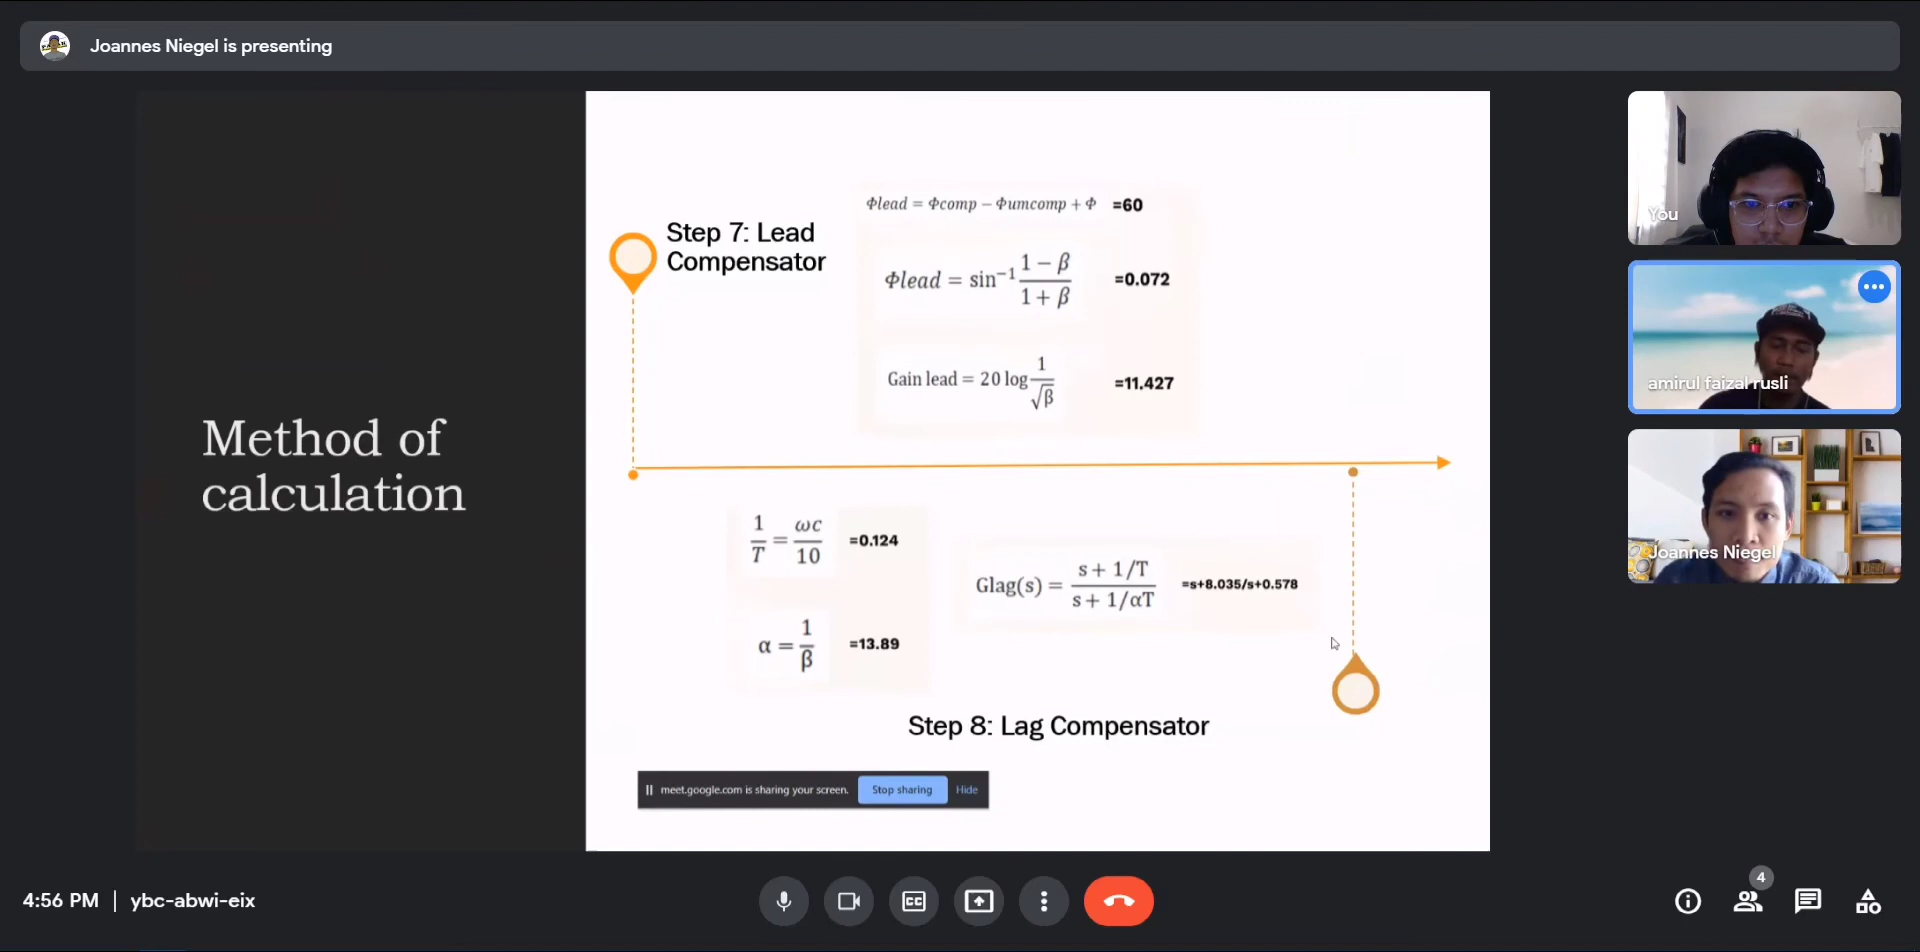 Joannes Niegel is presenting
Method of
calculation
Step 7: Lead
Compensator
Φlead = Φcomp − Φumcomp + Φ =60
Φlead = sin⁻¹ (1 − β)/(1 + β) =0.072
Gain lead = 20 log 1/√β =11.427
1/T = ωc/10 =0.124
α = 1/β =13.89
Glag(s) = (s + 1/T)/(s + 1/αT) =s+8.035/s+0.578
Step 8: Lag Compensator
meet.google.com is sharing your screen. Stop sharing Hide
You
amirul faizal rusli
Joannes Niegel
4:56 PM | ybc-abwi-eix
CC
4